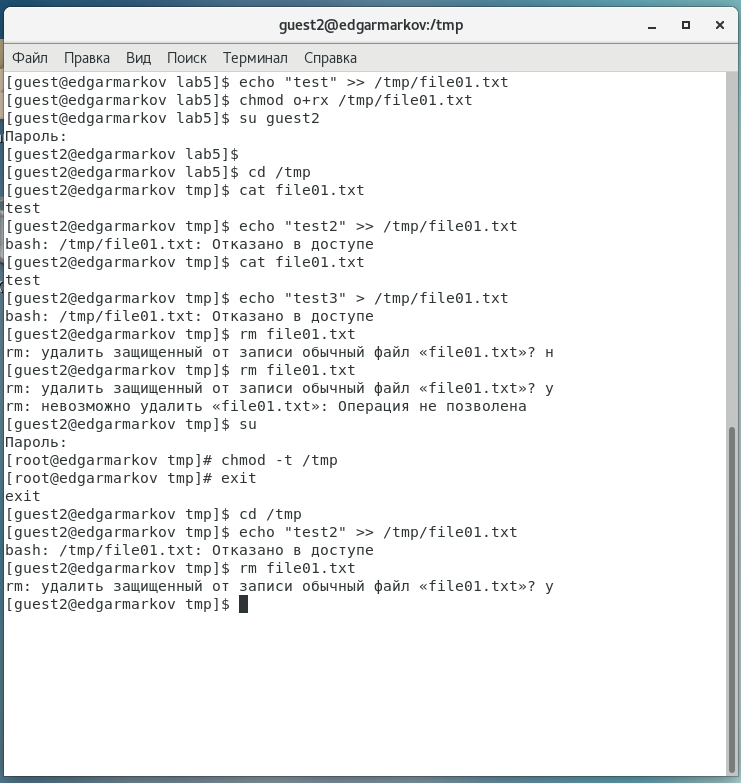 guest2@edgarmarkov:/tmp
Файл Правка Вид Поиск Терминал Справка
[guest@edgarmarkov lab5]$ echo "test" >> /tmp/file01.txt
[guest@edgarmarkov lab5]$ chmod o+rx /tmp/file01.txt
[guest@edgarmarkov lab5]$ su guest2
Пароль:
[guest2@edgarmarkov lab5]$
[guest2@edgarmarkov lab5]$ cd /tmp
[guest2@edgarmarkov tmp]$ cat file01.txt
test
[guest2@edgarmarkov tmp]$ echo "test2" >> /tmp/file01.txt
bash: /tmp/file01.txt: Отказано в доступе
[guest2@edgarmarkov tmp]$ cat file01.txt
test
[guest2@edgarmarkov tmp]$ echo "test3" > /tmp/file01.txt
bash: /tmp/file01.txt: Отказано в доступе
[guest2@edgarmarkov tmp]$ rm file01.txt
rm: удалить защищенный от записи обычный файл «file01.txt»? н
[guest2@edgarmarkov tmp]$ rm file01.txt
rm: удалить защищенный от записи обычный файл «file01.txt»? y
rm: невозможно удалить «file01.txt»: Операция не позволена
[guest2@edgarmarkov tmp]$ su
Пароль:
[root@edgarmarkov tmp]# chmod -t /tmp
[root@edgarmarkov tmp]# exit
exit
[guest2@edgarmarkov tmp]$ cd /tmp
[guest2@edgarmarkov tmp]$ echo "test2" >> /tmp/file01.txt
bash: /tmp/file01.txt: Отказано в доступе
[guest2@edgarmarkov tmp]$ rm file01.txt
rm: удалить защищенный от записи обычный файл «file01.txt»? y
[guest2@edgarmarkov tmp]$